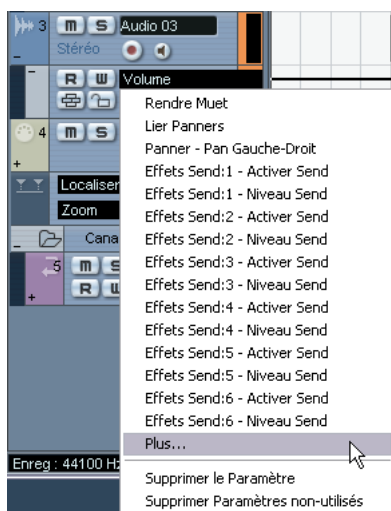 3 m S Audio 03
Stéréo
R W Volume
Rendre Muet
Lier Panners
4 m S
Panner - Pan Gauche-Droit
Effets Send:1 - Activer Send
Localiser
Effets Send:1 - Niveau Send
Zoom
Effets Send:2 - Activer Send
Cana
Effets Send:2 - Niveau Send
5 m S
Effets Send:3 - Activer Send
R W
Effets Send:3 - Niveau Send
Effets Send:4 - Activer Send
Effets Send:4 - Niveau Send
Effets Send:5 - Activer Send
Effets Send:5 - Niveau Send
Effets Send:6 - Activer Send
Effets Send:6 - Niveau Send
Plus...
Enreg : 44100 Hz
Supprimer le Paramètre
Supprimer Paramètres non-utilisés